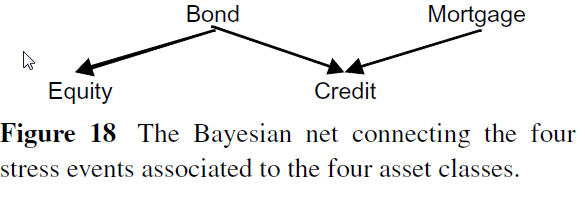 Bond Mortgage
Equity Credit
Figure 18 The Bayesian net connecting the four
stress events associated to the four asset classes.